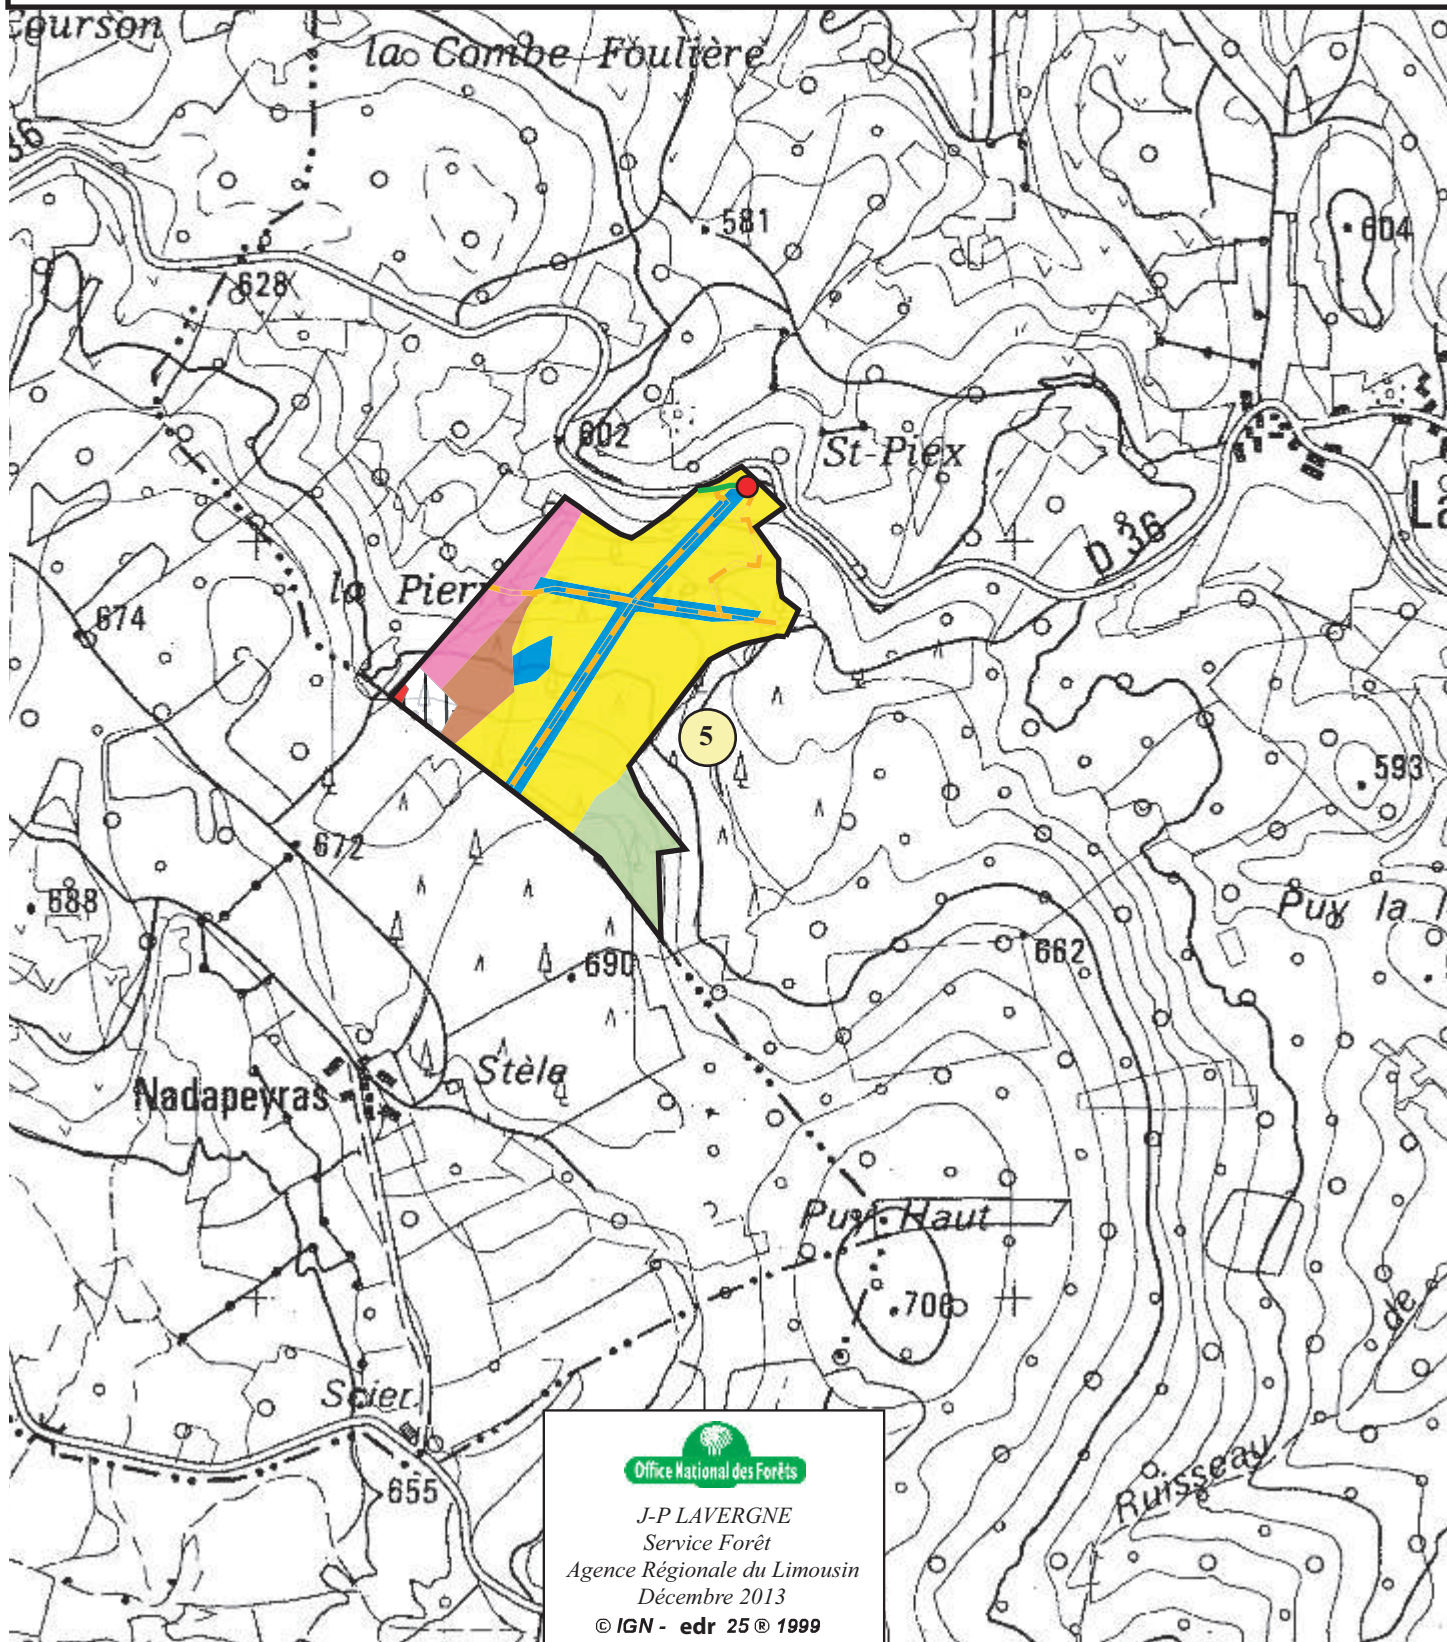 Courson
la Combe Foulière
36
581
604
628
602
St-Piex
La
D 36
la Pierre
674
5
593
672
688
Puy la
690
662
Stèle
Nadapeyras
Puy Haut
708
de
Scier.
Ruisseau
655
Office National des Forêts
J-P LAVERGNE
Service Forêt
Agence Régionale du Limousin
Décembre 2013
© IGN - edr 25 ® 1999